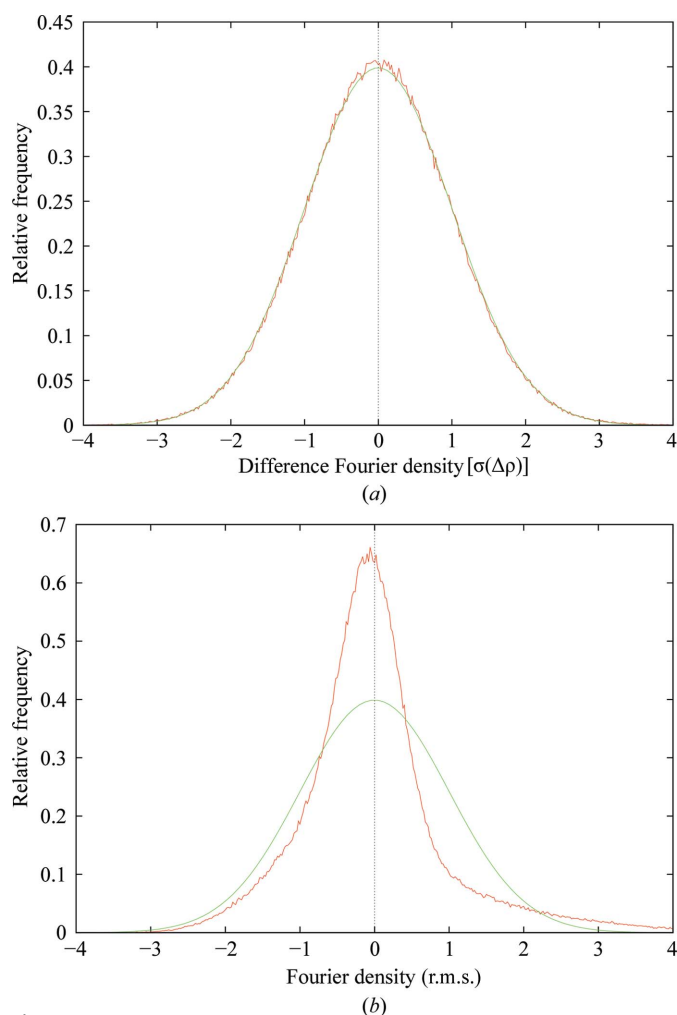 0.45
0.4
0.35
0.3
0.25
0.2
0.15
0.1
0.05
0
Relative frequency
−4 −3 −2 −1 0 1 2 3 4
Difference Fourier density [σ(Δρ)]
(a)
0.7
0.6
0.5
0.4
0.3
0.2
0.1
0
Relative frequency
−4 −3 −2 −1 0 1 2 3 4
Fourier density (r.m.s.)
(b)